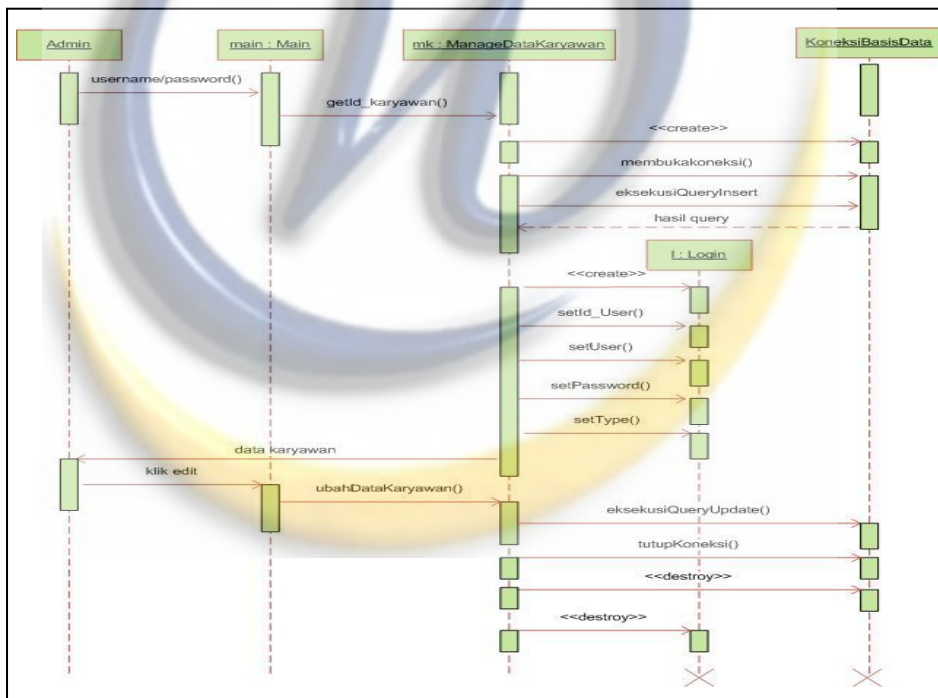 Admin
main : Main
mk : ManageDataKaryawan
KoneksiBasisData
username/password()
getId_karyawan()
<<create>>
membukakoneksi()
eksekusiQueryInsert
hasil query
l : Login
<<create>>
setId_User()
setUser()
setPassword()
setType()
data karyawan
klik edit
ubahDataKaryawan()
eksekusiQueryUpdate()
tutupKoneksi()
<<destroy>>
<<destroy>>